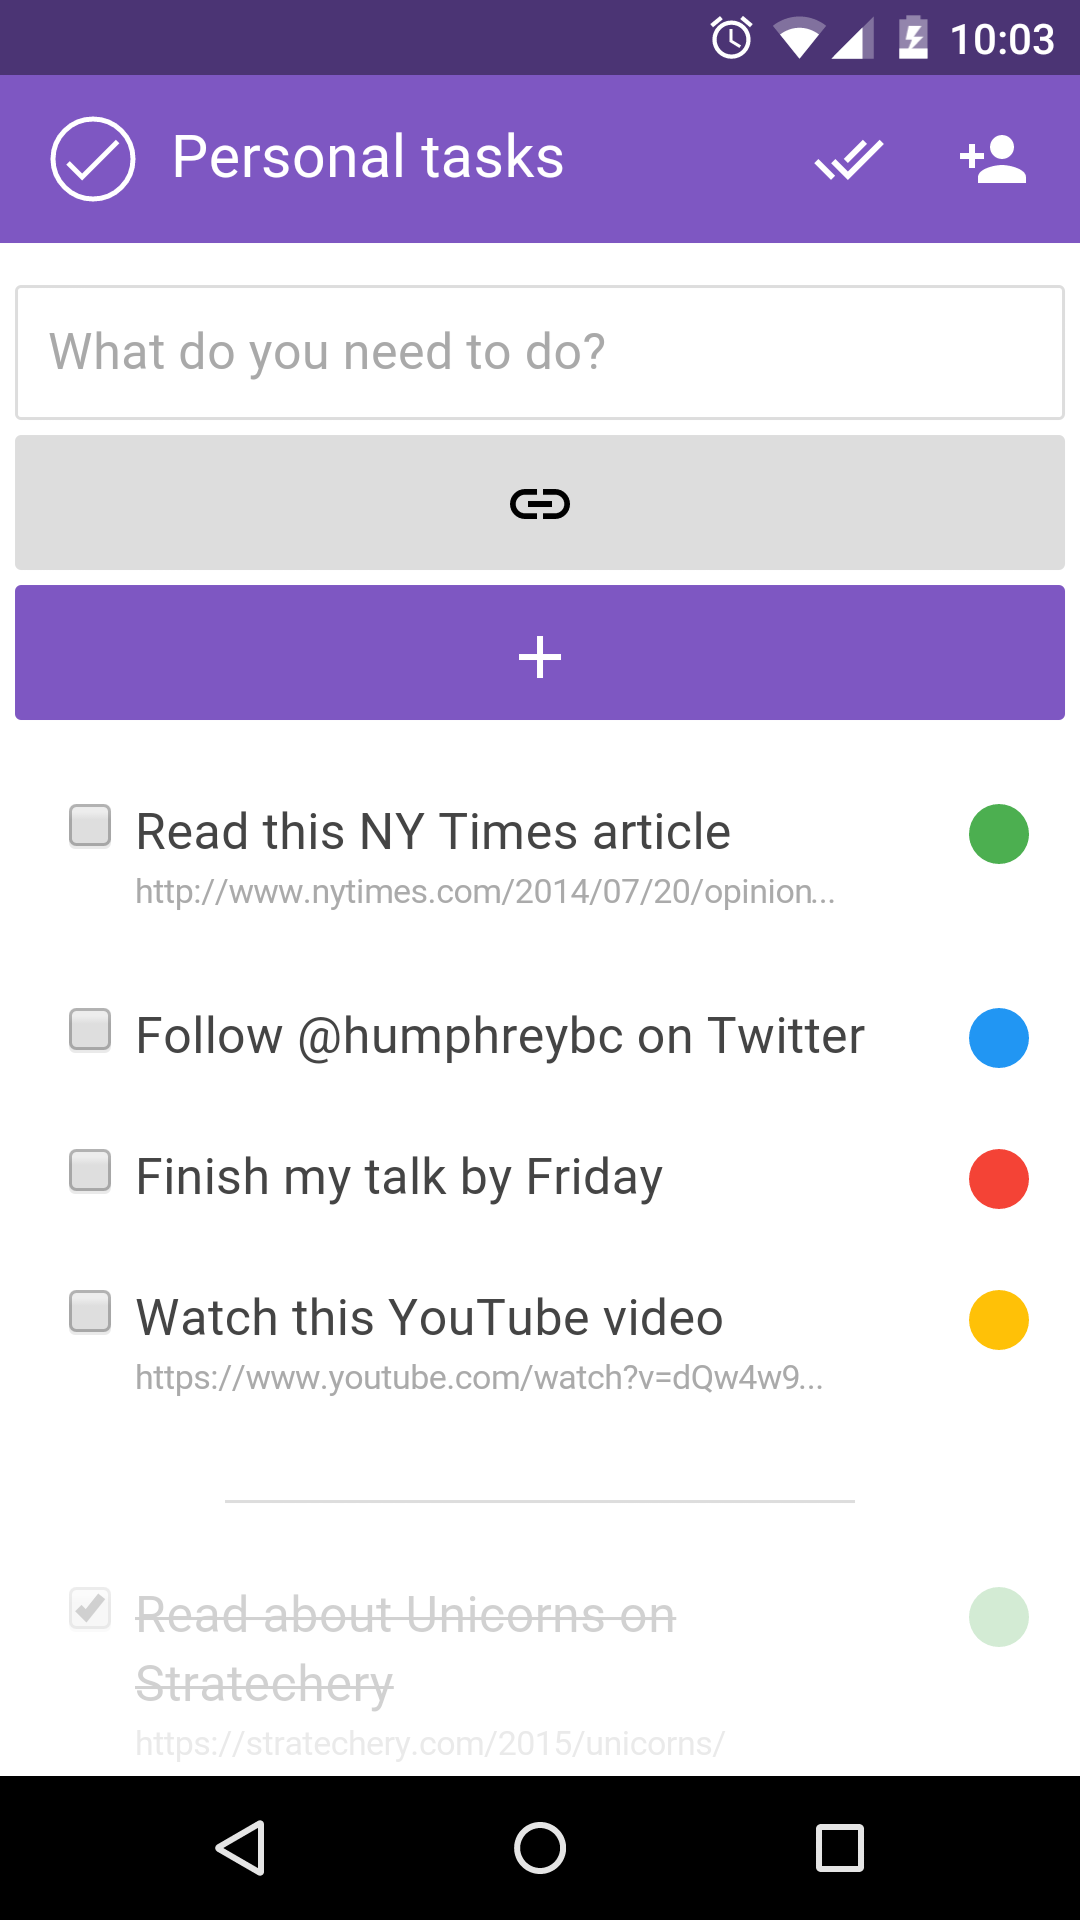 10:03
Personal tasks
What do you need to do?
Read this NY Times article
http://www.nytimes.com/2014/07/20/opinion...
Follow @humphreybc on Twitter
Finish my talk by Friday
Watch this YouTube video
https://www.youtube.com/watch?v=dQw4w9...
Read about Unicorns on
Stratechery
https://stratechery.com/2015/unicorns/